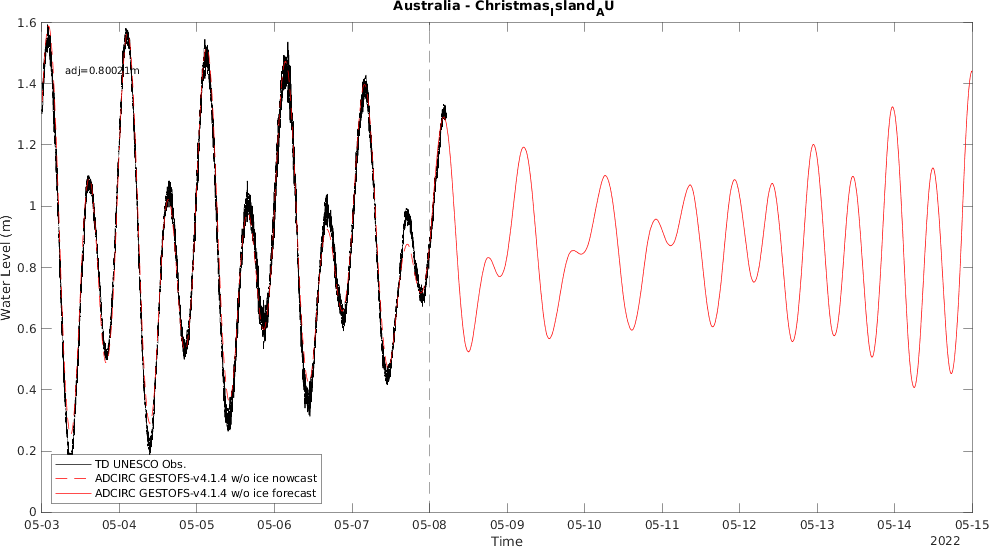 Australia - ChristmasIslandAU
1.6
1.4
1.2
1
0.8
0.6
0.4
0.2
0
Water Level (m)
adj=0.80021m
TD UNESCO Obs.
ADCIRC GESTOFS-v4.1.4 w/o ice nowcast
ADCIRC GESTOFS-v4.1.4 w/o ice forecast
05-03 05-04 05-05 05-06 05-07 05-08 05-09 05-10 05-11 05-12 05-13 05-14 05-15
Time
2022